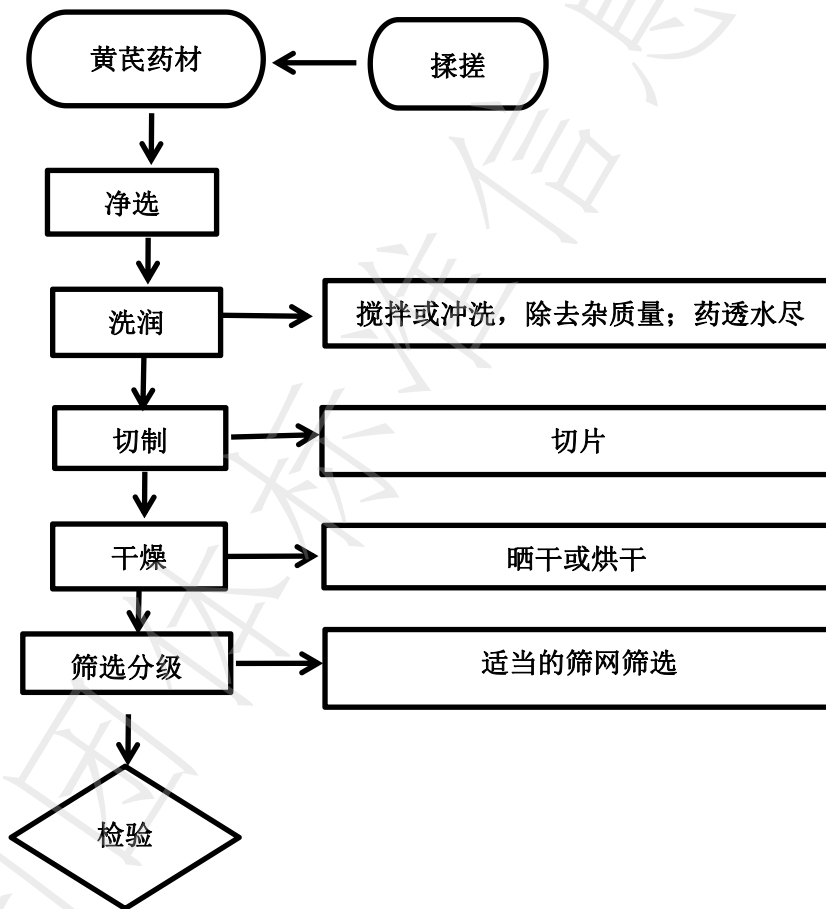 黄芪药材
揉搓
净选
洗润
搅拌或冲洗，除去杂质量；药透水尽
切制
切片
干燥
晒干或烘干
筛选分级
适当的筛网筛选
检验